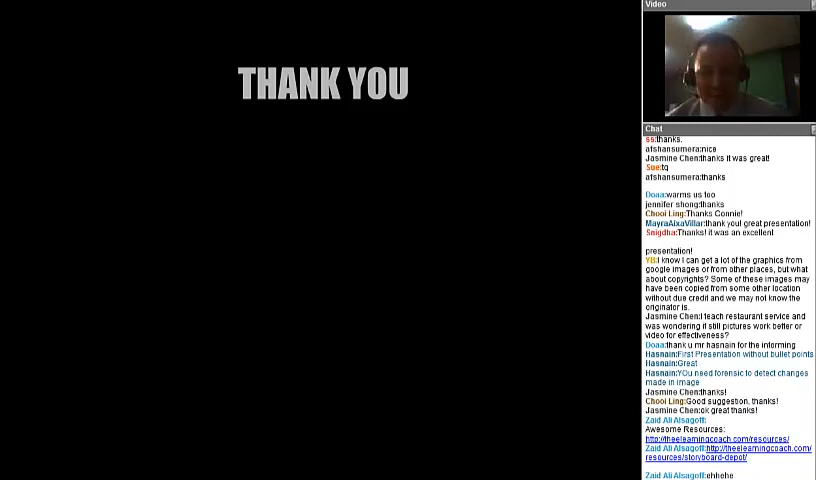 THANK YOU
Video
Chat
ss:thanks.
afshansumera:nice
Jasmine Chen:thanks it was great!
Sue:tq
afshansumera:thanks
Doaa:warms us too
jennifer shong:thanks
Chooi Ling:Thanks Connie!
MayraAixaVillar:thank you! great presentation!
Snigdha:Thanks! it was an excellent
presentation!
YB:I know I can get a lot of the graphics from
google images or from other places, but what
about copyrights? Some of these images may
have been copied from some other location
without due credit and we may not know the
originator is.
Jasmine Chen:I teach restaurant service and
was wondering if still pictures work better or
video for effectiveness?
Doaa:thank u mr hasnain for the informing
Hasnain:First Presentation without bullet points
Hasnain:Great
Hasnain:YOu need forensic to detect changes
made in image
Jasmine Chen:thanks!
Chooi Ling:Good suggestion, thanks!
Jasmine Chen:ok great thanks!
Zaid Ali Alsagoff:
Awesome Resources:
http://theelearningcoach.com/resources/
Zaid Ali Alsagoff:http://theelearningcoach.com/
resources/storyboard-depot/
Zaid Ali Alsagoff:ehhehe